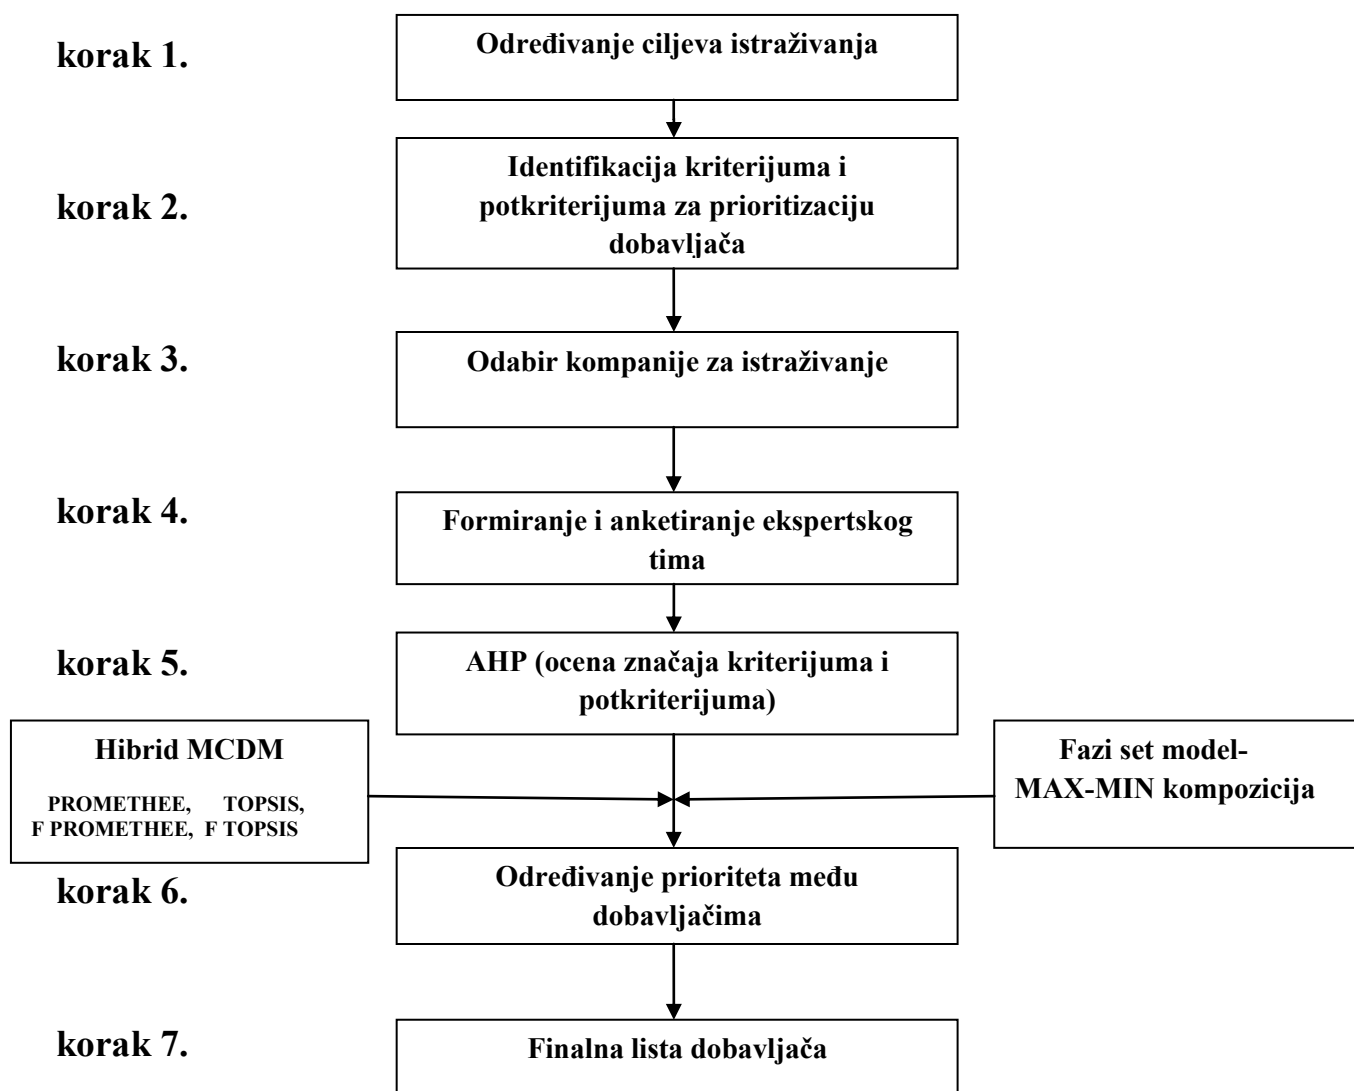 korak 1.
Određivanje ciljeva istraživanja
korak 2.
Identifikacija kriterijuma i
potkriterijuma za prioritizaciju
dobavljača
korak 3.
Odabir kompanije za istraživanje
korak 4.
Formiranje i anketiranje ekspertskog
tima
korak 5.
AHP (ocena značaja kriterijuma i
potkriterijuma)
Hibrid MCDM
PROMETHEE, TOPSIS,
F PROMETHEE, F TOPSIS
Fazi set model-
MAX-MIN kompozicija
korak 6.
Određivanje prioriteta među
dobavljačima
korak 7.
Finalna lista dobavljača